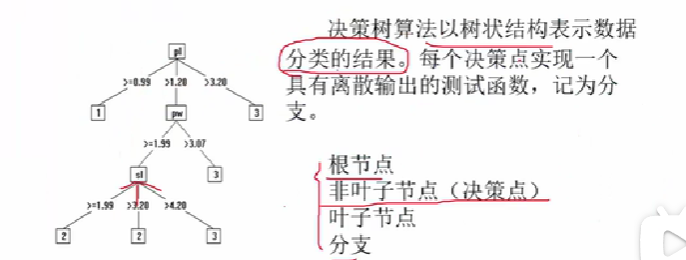 决策树算法以树状结构表示数据
分类的结果。每个决策点实现一个
具有离散输出的测试函数，记为分
支。
pl
>=0.99 >1.20 >3.20
1 pw 3
>=1.99 >3.07
sl 3
>=1.99 >3.20 >4.20
2 2 3
根节点
非叶子节点（决策点）
叶子节点
分支